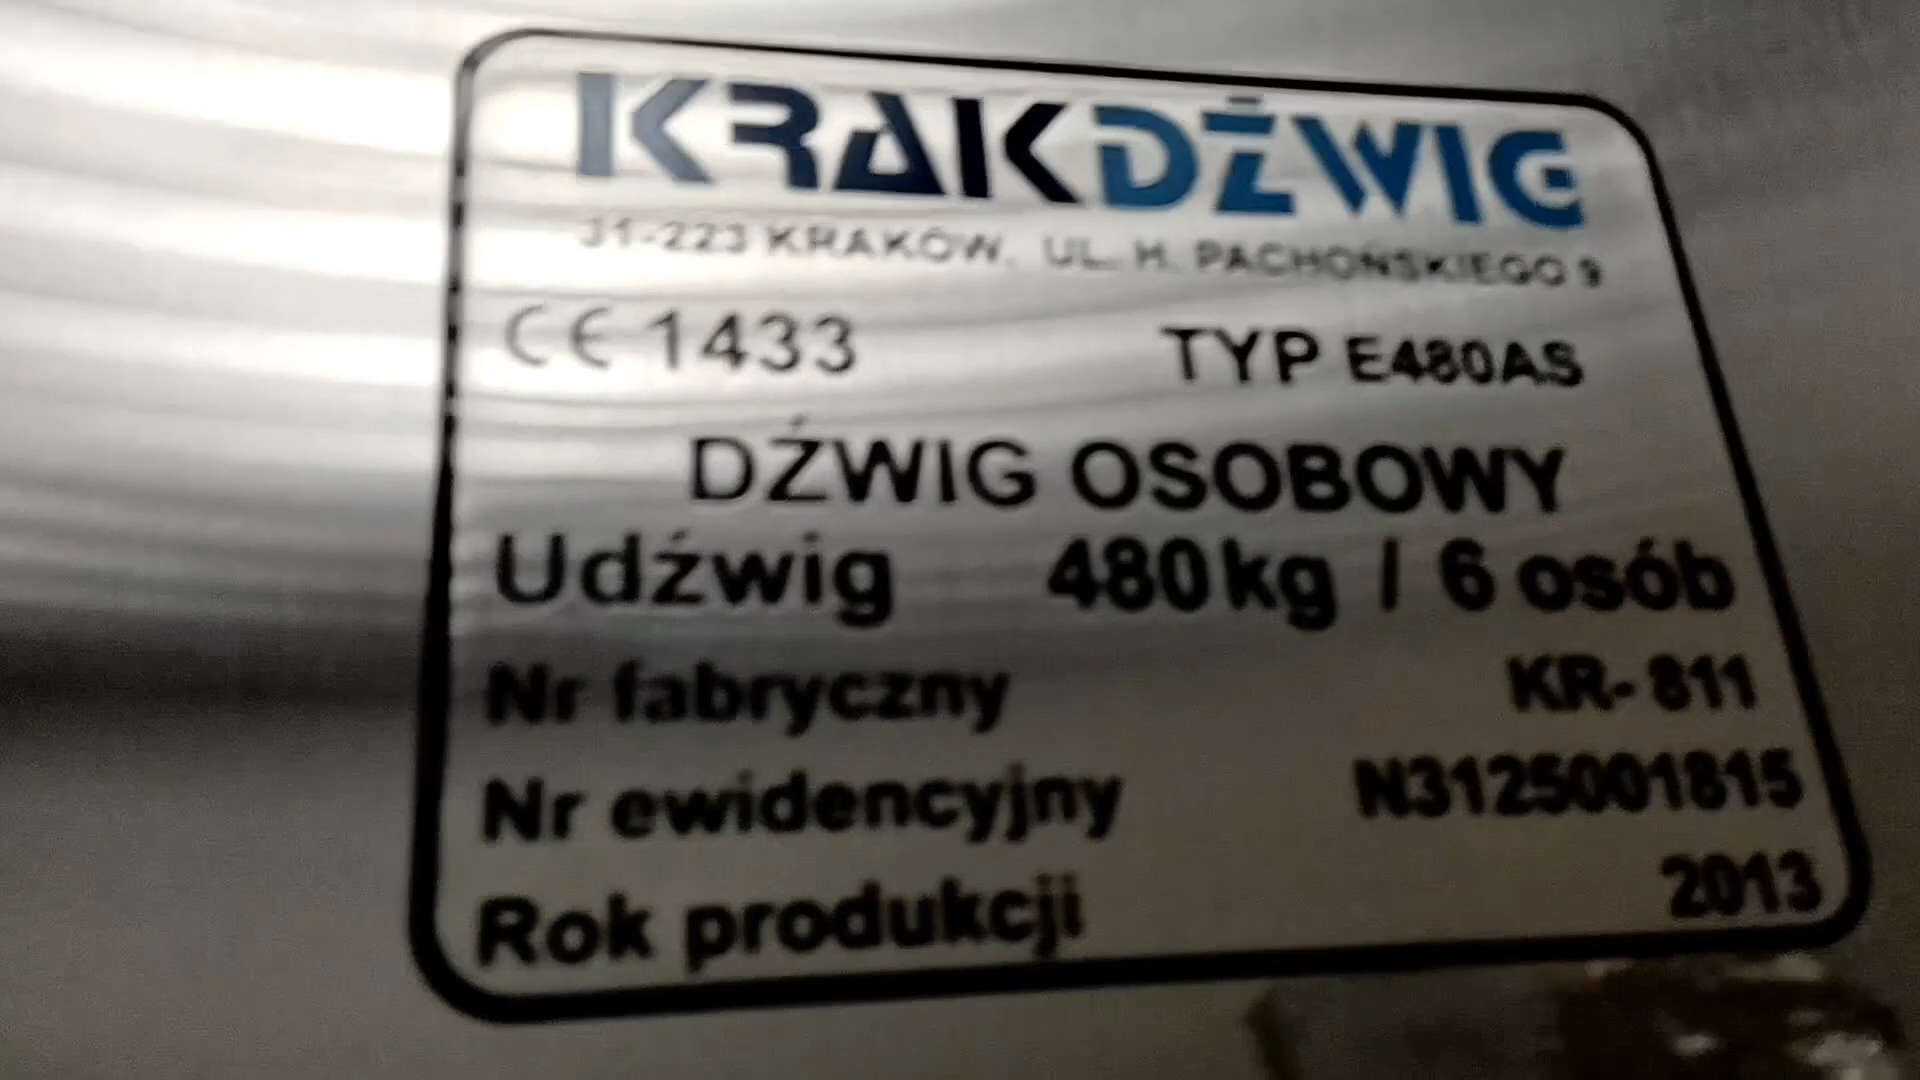 KRAKDŹWIG
31-223 KRAKÓW, UL. H. PACHOŃSKIEGO 9
CE 1433 TYP E480AS
DŹWIG OSOBOWY
Udźwig 480kg / 6 osób
Nr fabryczny KR- 811
Nr ewidencyjny N3125001815
Rok produkcji 2013